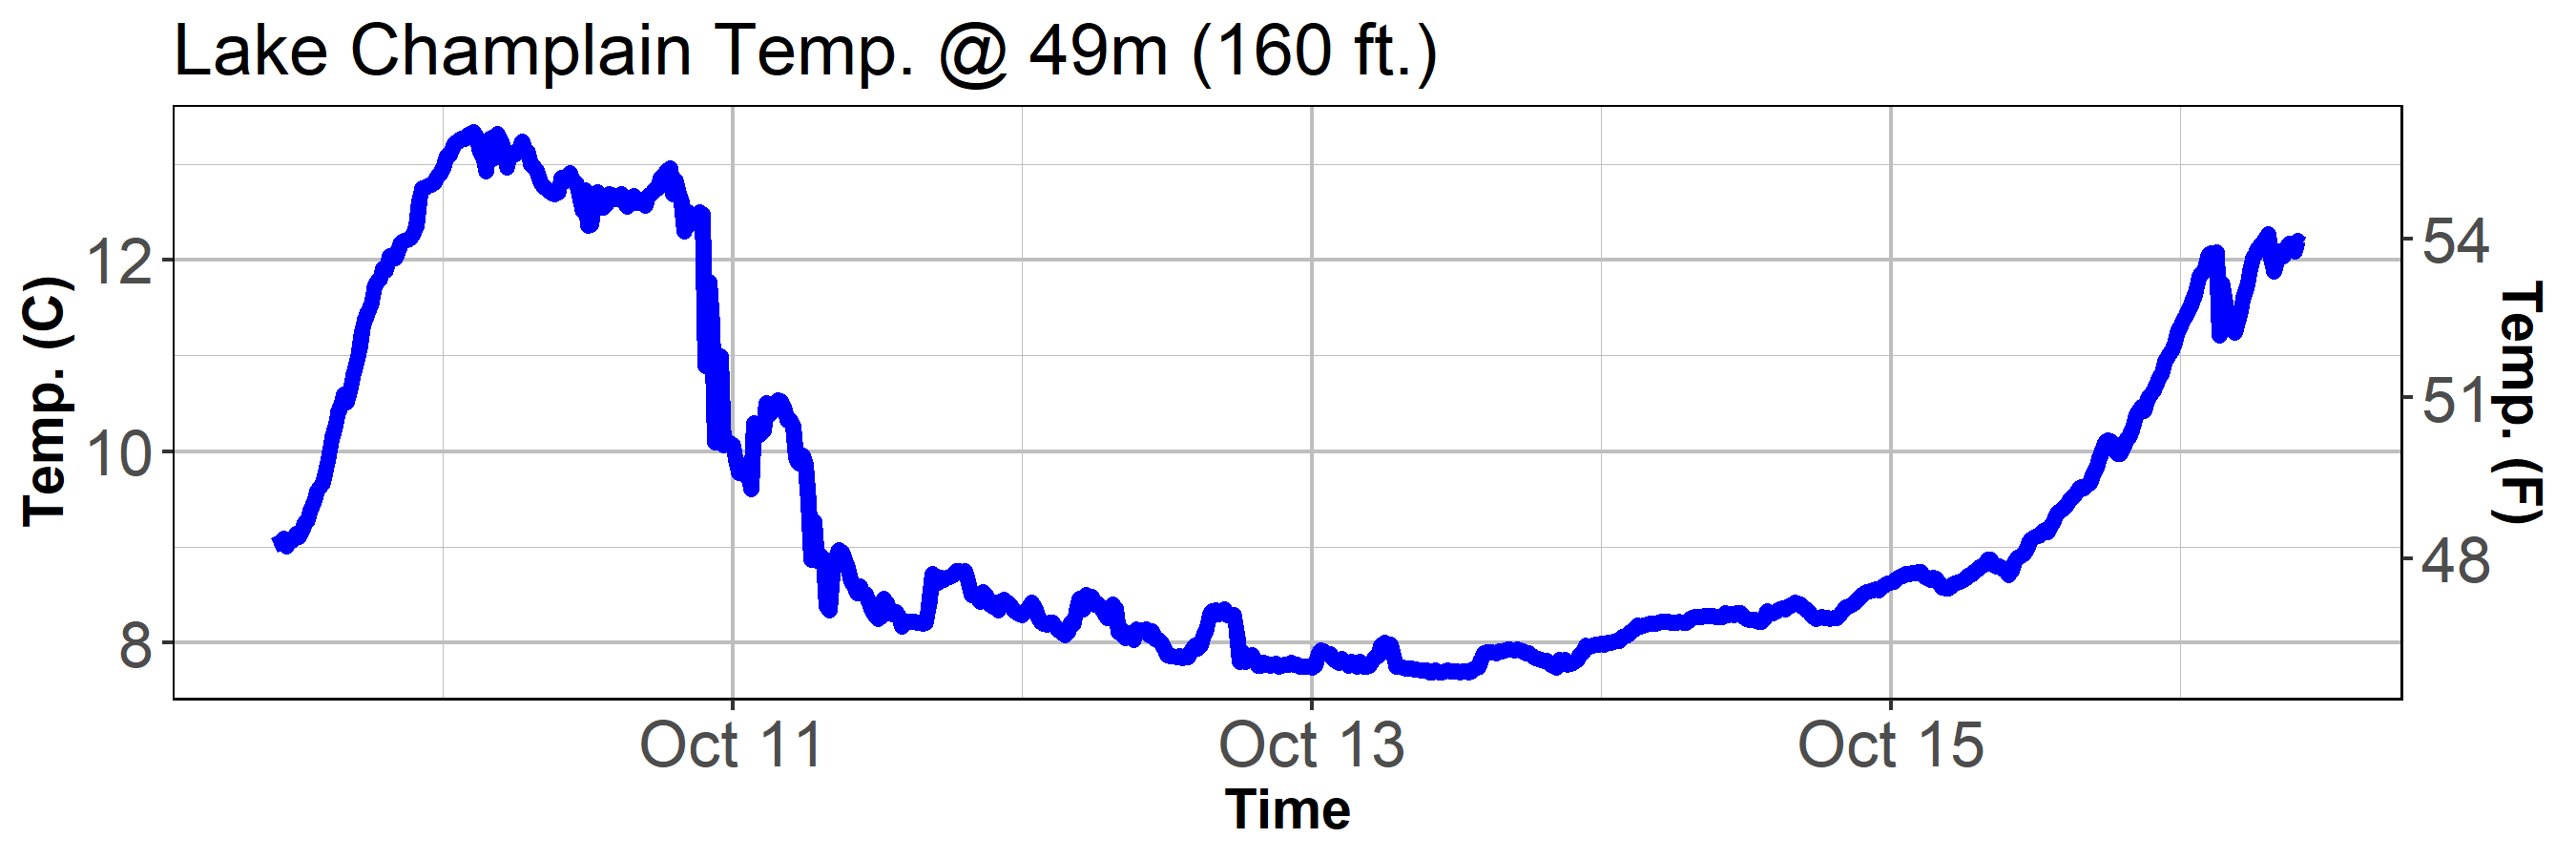 Lake Champlain Temp. @ 49m (160 ft.)
Temp. (C)
12
10
8
54
51
48
Temp. (F)
Oct 11
Oct 13
Oct 15
Time